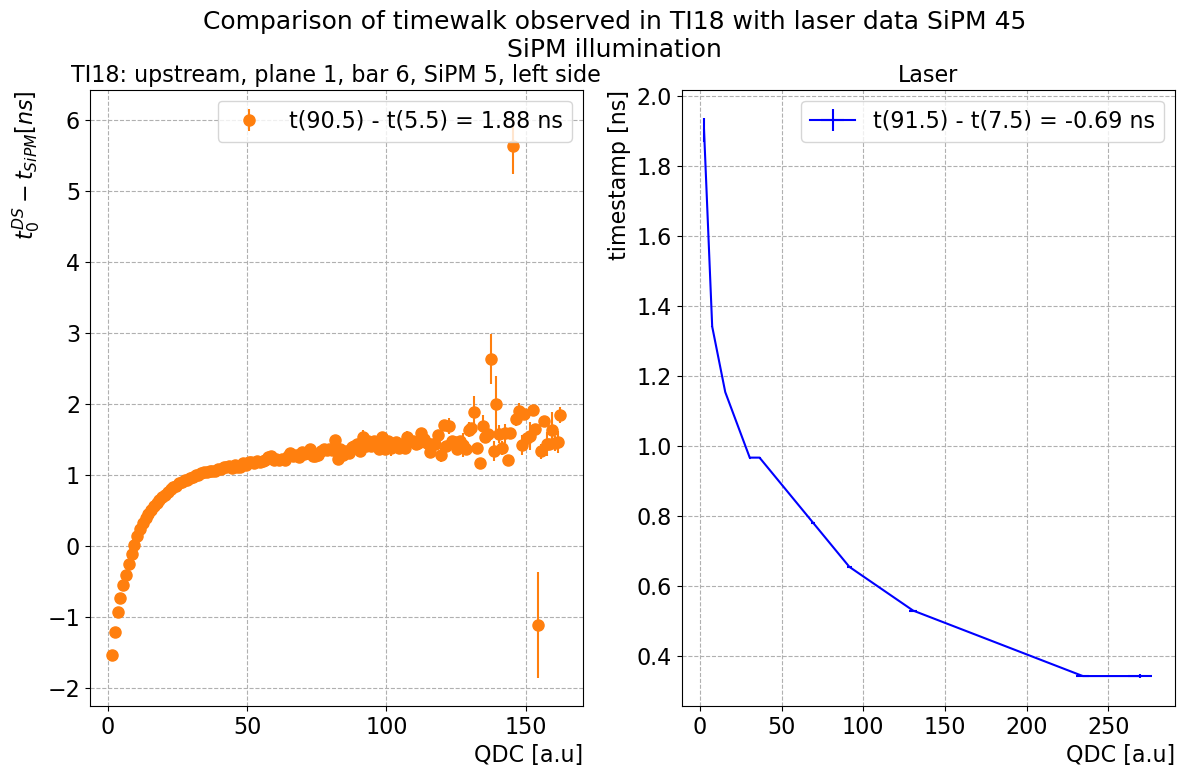 Comparison of timewalk observed in TI18 with laser data SiPM 45
SiPM illumination
TI18: upstream, plane 1, bar 6, SiPM 5, left side
t(90.5) - t(5.5) = 1.88 ns
t_0^{DS} − t_{SiPM}[ns]
6
5
4
3
2
1
0
−1
−2
0 50 100 150
QDC [a.u]
Laser
t(91.5) - t(7.5) = -0.69 ns
timestamp [ns]
2.0
1.8
1.6
1.4
1.2
1.0
0.8
0.6
0.4
0 50 100 150 200 250
QDC [a.u]